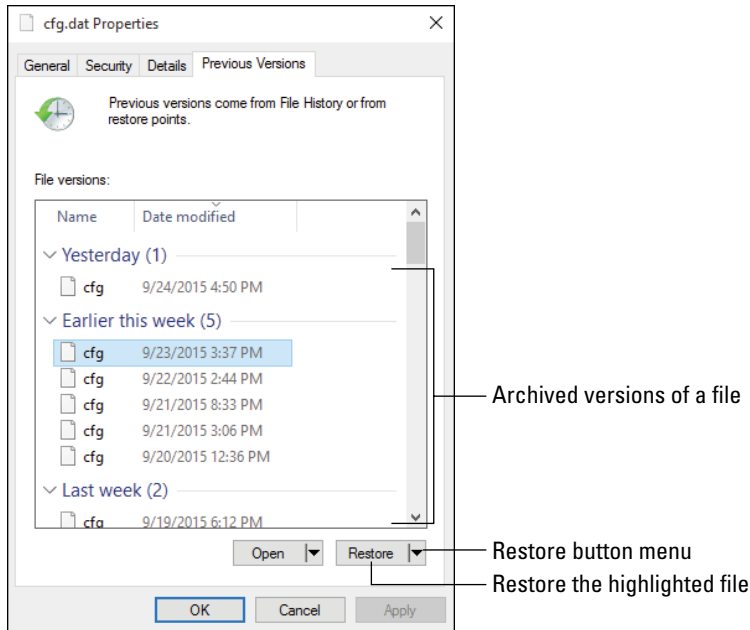 cfg.dat Properties
General Security Details Previous Versions
Previous versions come from File History or from
restore points.
File versions:
Name Date modified
Yesterday (1)
cfg 9/24/2015 4:50 PM
Earlier this week (5)
cfg 9/23/2015 3:37 PM
cfg 9/22/2015 2:44 PM
cfg 9/21/2015 8:33 PM
cfg 9/21/2015 3:06 PM
cfg 9/20/2015 12:36 PM
Last week (2)
cfg 9/19/2015 6:12 PM
Archived versions of a file
Open Restore
Restore button menu
Restore the highlighted file
OK Cancel Apply